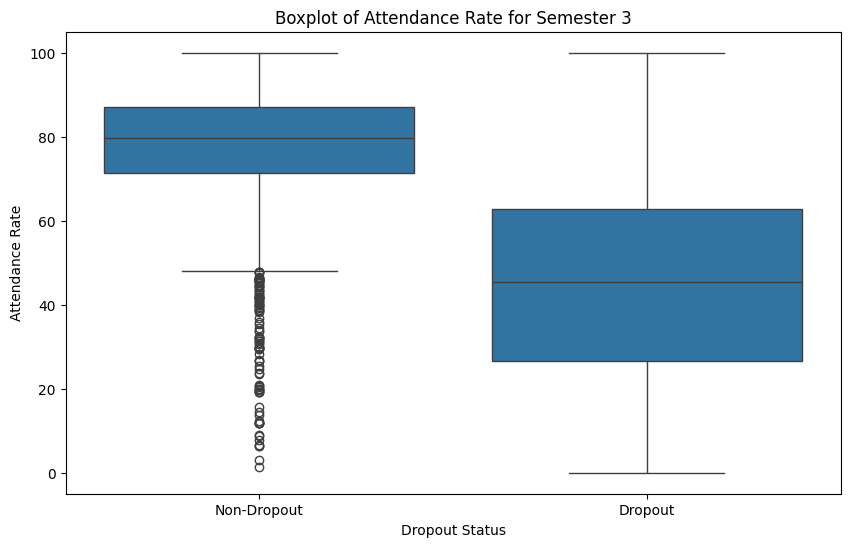 Boxplot of Attendance Rate for Semester 3
100
80
60
40
20
0
Attendance Rate
Non-Dropout
Dropout
Dropout Status